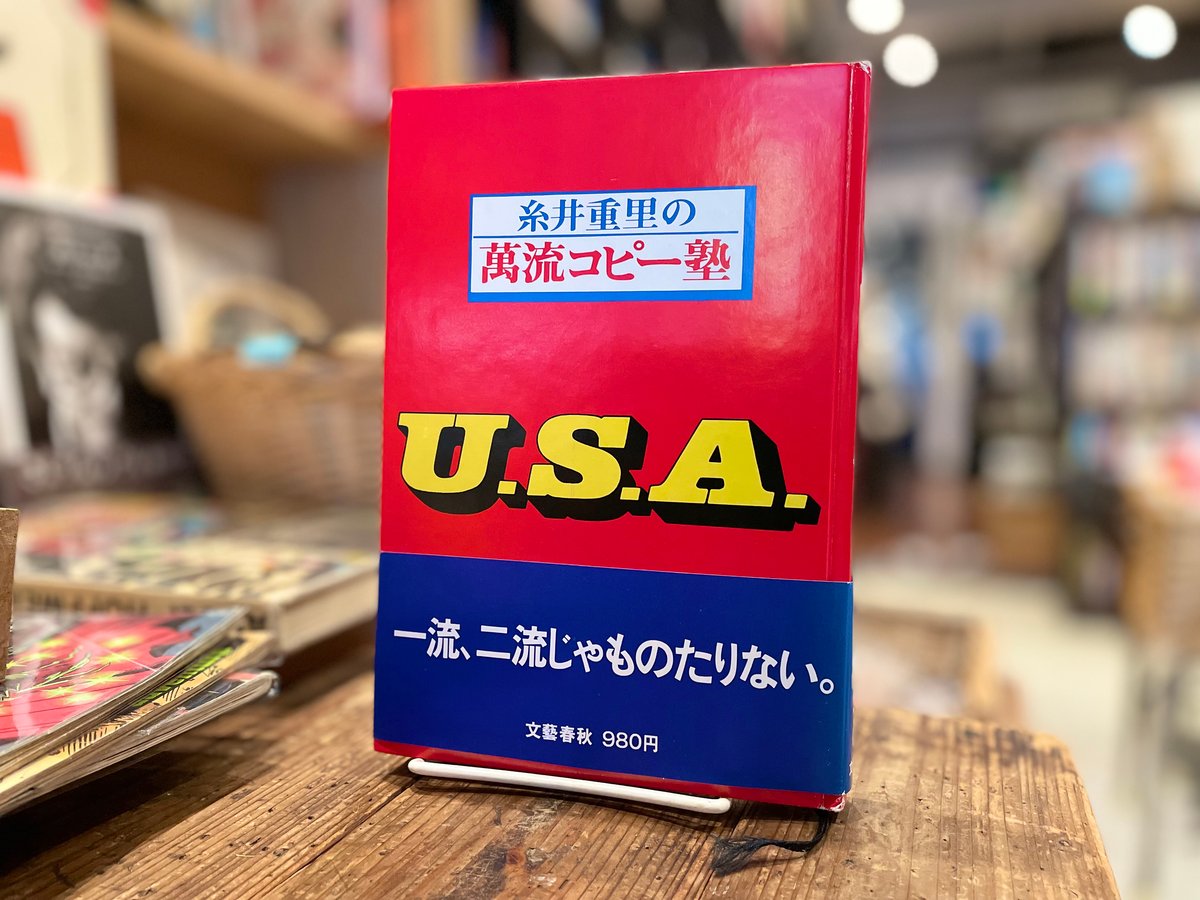 糸井重里の
萬流コピー塾
U.S.A.
一流、二流じゃものたりない。
文藝春秋 980円